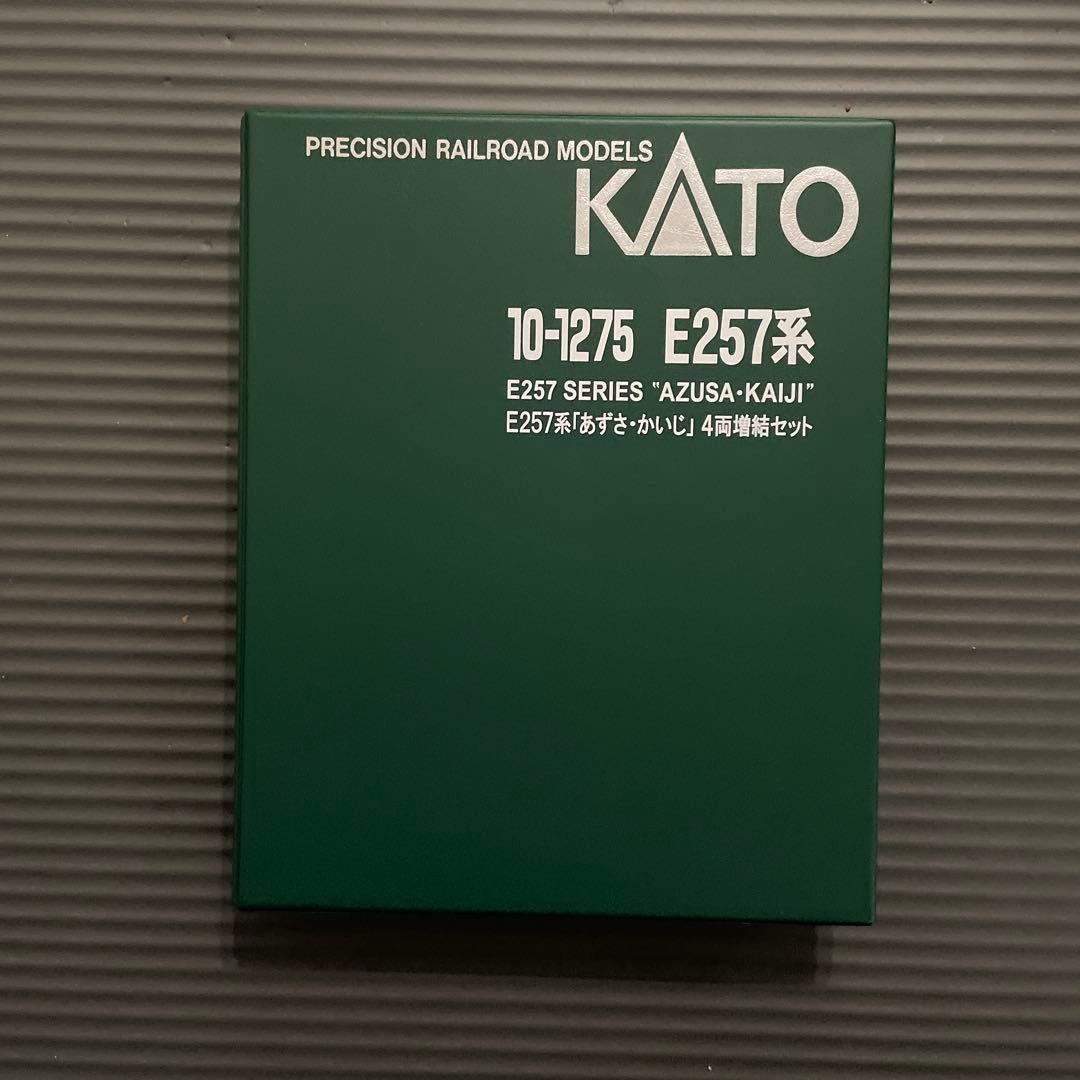 PRECISION RAILROAD MODELS
KATO
10-1275 E257系
E257 SERIES "AZUSA・KAIJI"
E257系「あずさ・かいじ」4両増結セット